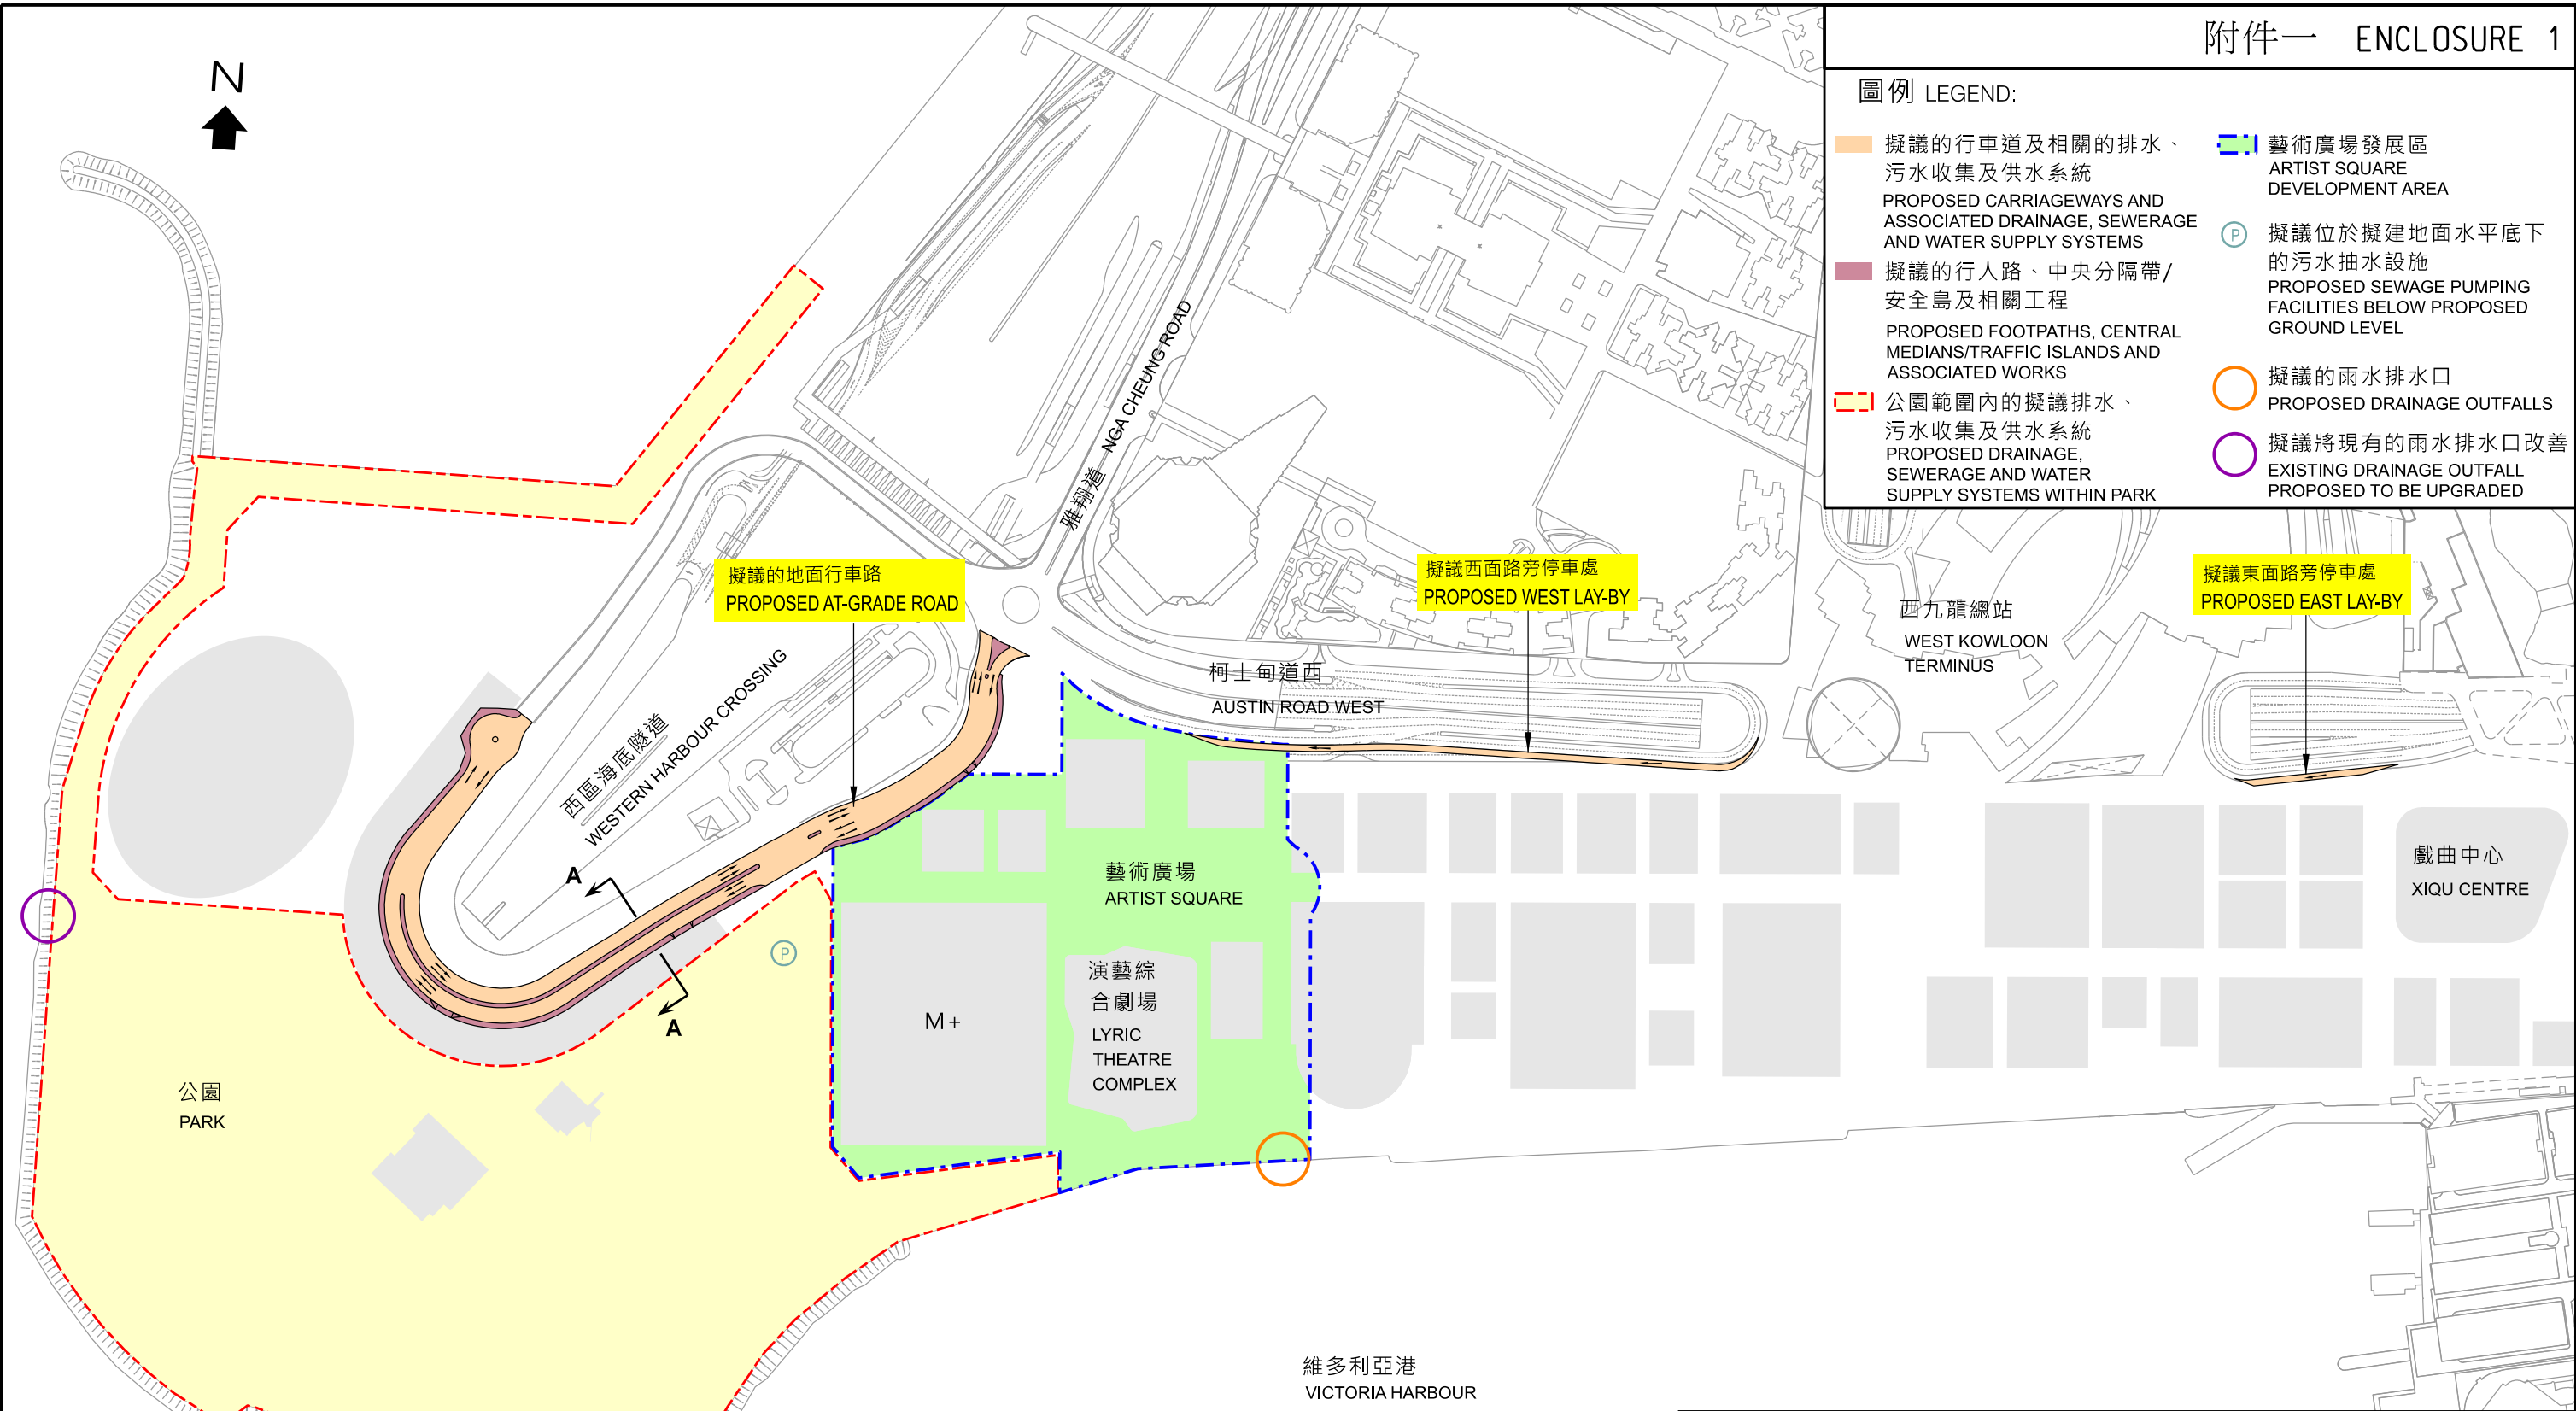 附件一 ENCLOSURE 1
圖例 LEGEND:
擬議的行車道及相關的排水、
污水收集及供水系統
PROPOSED CARRIAGEWAYS AND
ASSOCIATED DRAINAGE, SEWERAGE
AND WATER SUPPLY SYSTEMS
擬議的行人路、中央分隔帶/
安全島及相關工程
PROPOSED FOOTPATHS, CENTRAL
MEDIANS/TRAFFIC ISLANDS AND
ASSOCIATED WORKS
公園範圍內的擬議排水、
污水收集及供水系統
PROPOSED DRAINAGE,
SEWERAGE AND WATER
SUPPLY SYSTEMS WITHIN PARK
藝術廣場發展區
ARTIST SQUARE
DEVELOPMENT AREA
P
擬議位於擬建地面水平底下
的污水抽水設施
PROPOSED SEWAGE PUMPING
FACILITIES BELOW PROPOSED
GROUND LEVEL
擬議的雨水排水口
PROPOSED DRAINAGE OUTFALLS
擬議將現有的雨水排水口改善
EXISTING DRAINAGE OUTFALL
PROPOSED TO BE UPGRADED
N
雅翔道 NGA CHEUNG ROAD
擬議的地面行車路
PROPOSED AT-GRADE ROAD
擬議西面路旁停車處
PROPOSED WEST LAY-BY
擬議東面路旁停車處
PROPOSED EAST LAY-BY
西九龍總站
WEST KOWLOON
TERMINUS
柯士甸道西
AUSTIN ROAD WEST
西區海底隧道
WESTERN HARBOUR CROSSING
A
A
P
藝術廣場
ARTIST SQUARE
戲曲中心
XIQU CENTRE
演藝綜
合劇場
LYRIC
THEATRE
COMPLEX
M+
公園
PARK
維多利亞港
VICTORIA HARBOUR